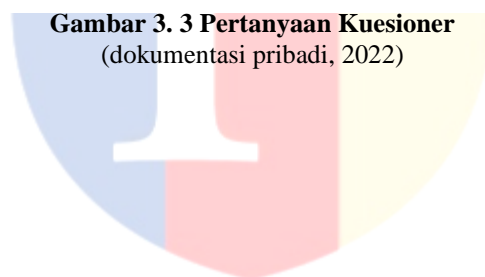 Gambar 3. 3 Pertanyaan Kuesioner
(dokumentasi pribadi, 2022)